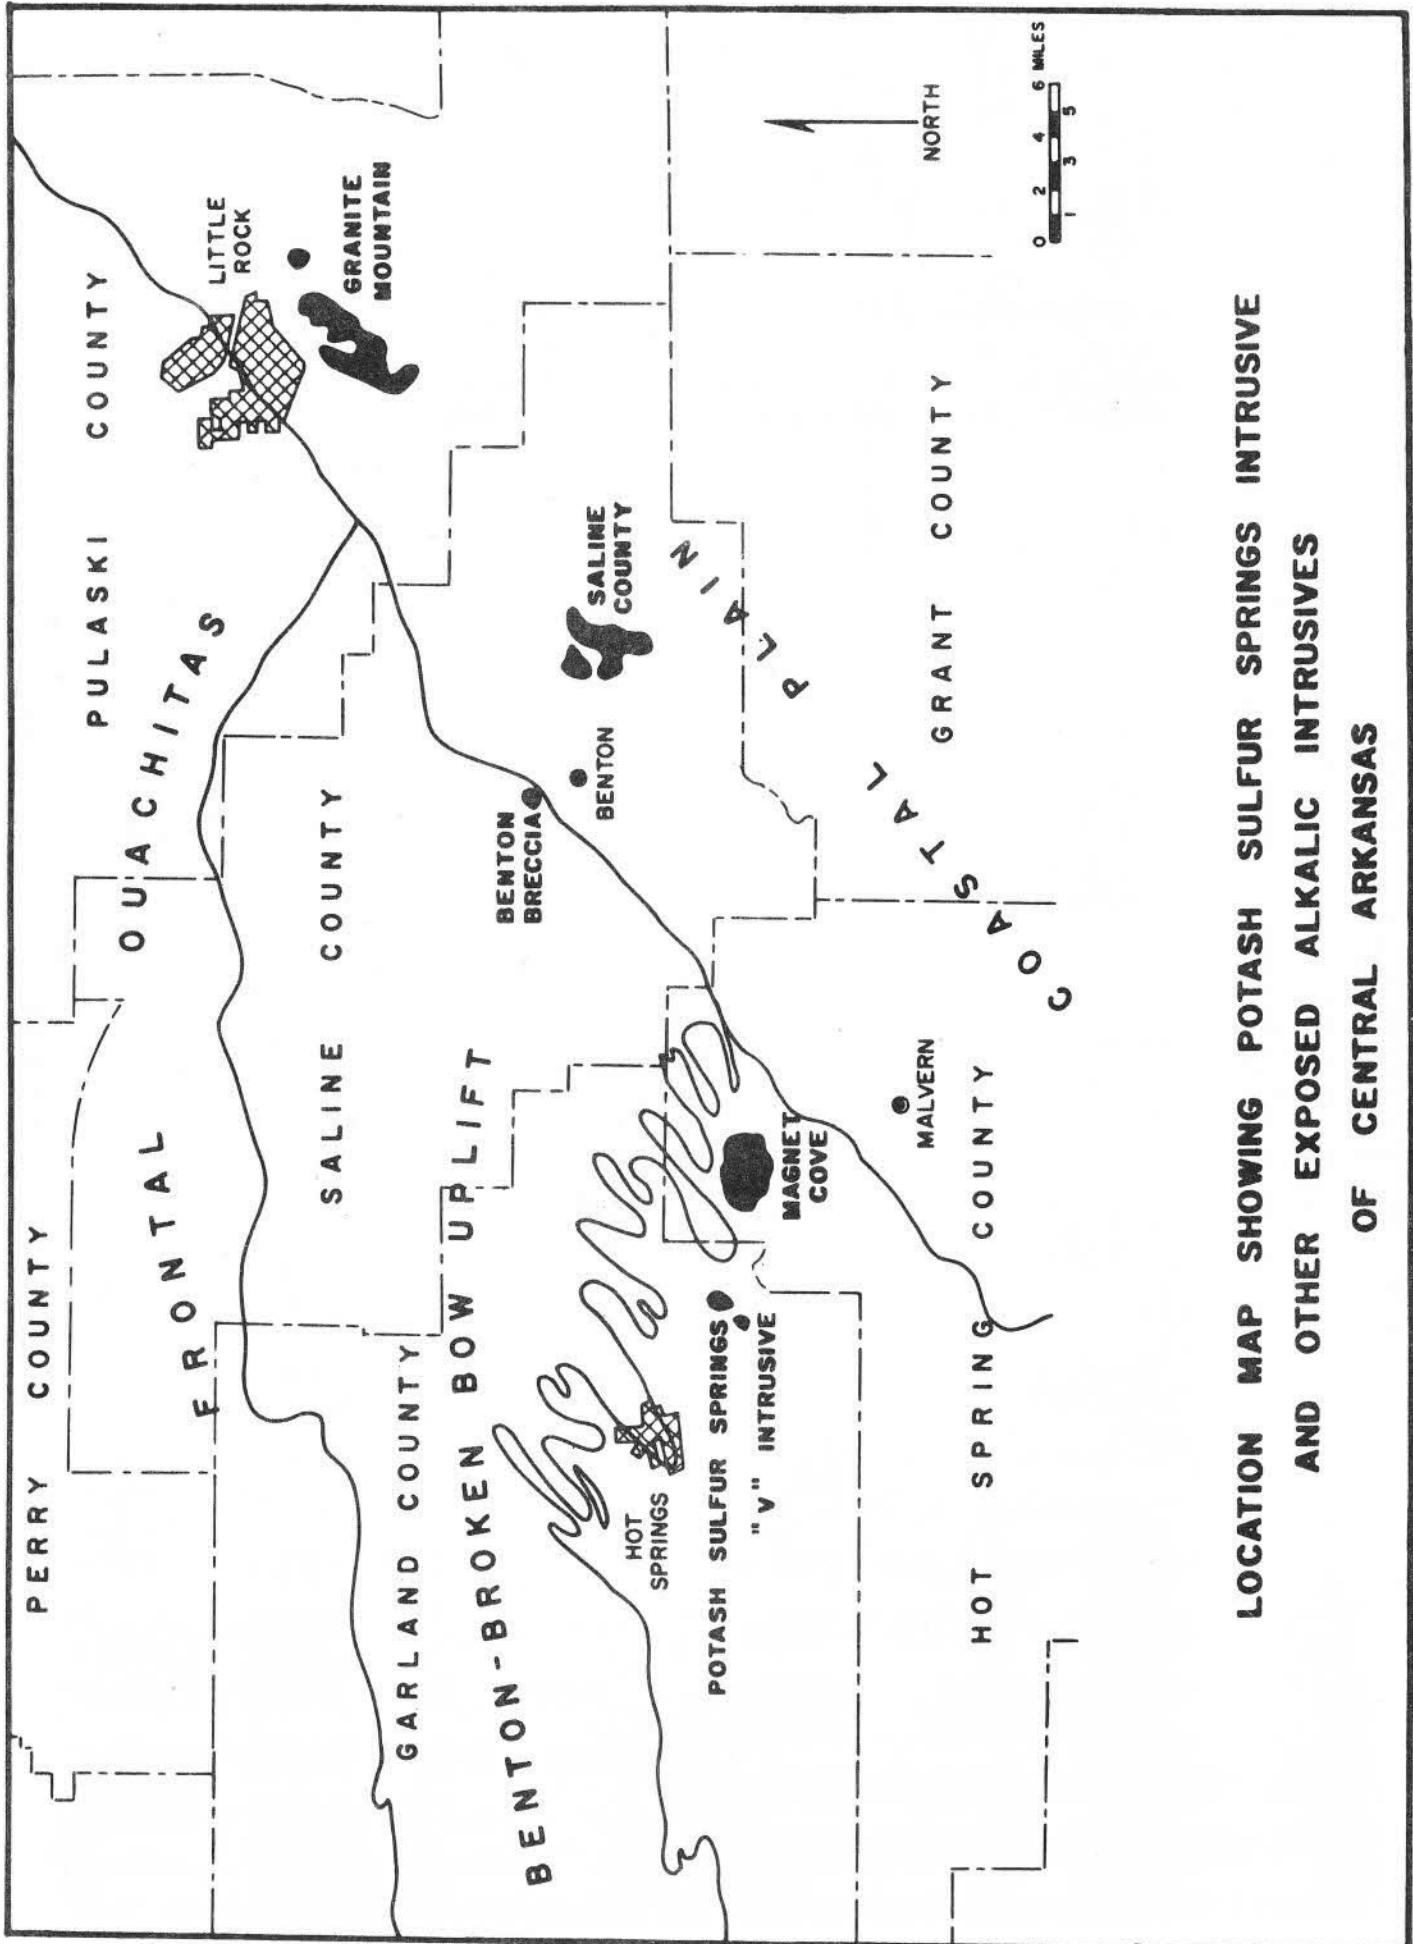 PERRY COUNTY
PULASKI COUNTY
FRONTAL OUACHITAS
LITTLE
ROCK
GRANITE
MOUNTAIN
SALINE COUNTY
GARLAND COUNTY
BENTON-BROKEN BOW UPLIFT
BENTON
BRECCIA
BENTON
SALINE
COUNTY
HOT
SPRINGS
POTASH SULFUR SPRINGS
"V" INTRUSIVE
MAGNET
COVE
MALVERN
COASTAL PLAIN
HOT SPRING COUNTY
GRANT COUNTY
NORTH
0 2 4 6 MILES
1 3 5
LOCATION MAP SHOWING POTASH SULFUR SPRINGS INTRUSIVE
AND OTHER EXPOSED ALKALIC INTRUSIVES
OF CENTRAL ARKANSAS